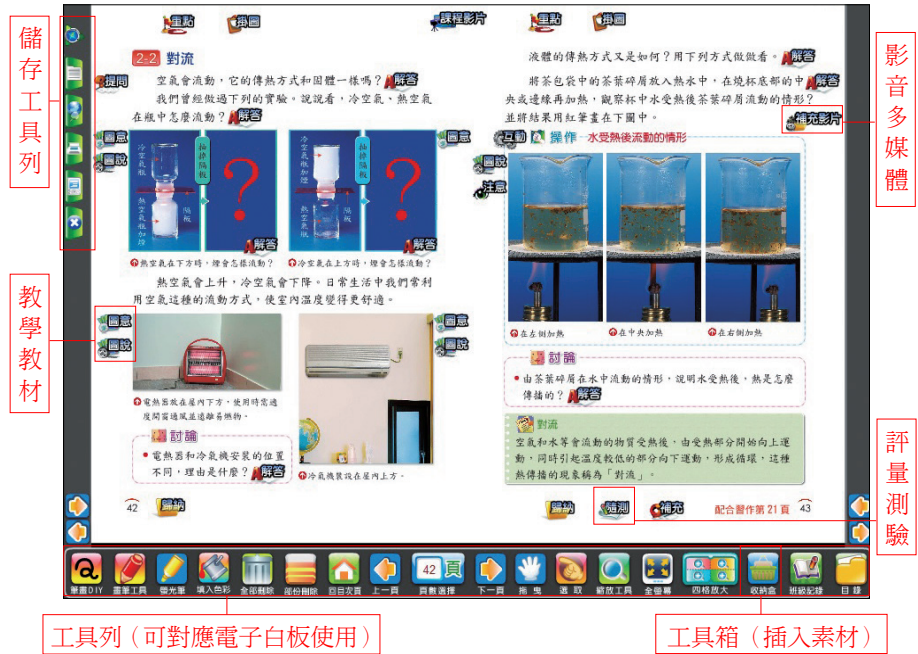 儲存工具列
教學教材
影音多媒體
評量測驗
重點 掛圖
課程影片
重點 掛圖
2-2 對流
提問
空氣會流動，它的傳熱方式和固體一樣嗎？ 解答
我們曾經做過下列的實驗。說說看，冷空氣、熱空氣
在瓶中怎麼流動？ 解答
圖意
圖說
冷空氣瓶
熱空氣瓶加煙
隔板
抽掉隔板
?
解答
冷空氣瓶加煙
熱空氣瓶
隔板
抽掉隔板
?
解答
圖意
圖說
熱空氣在下方時，煙會怎樣流動？
冷空氣在上方時，煙會怎樣流動？
熱空氣會上升，冷空氣會下降。日常生活中我們常利
用空氣這種的流動方式，使室內溫度變得更舒適。
圖意
圖說
圖意
圖說
電熱器放在屋內下方，使用時需適
度開窗通風並遠離易燃物。
討論
電熱器和冷氣機安裝的位置
不同，理由是什麼？ 解答
冷氣機裝設在屋內上方。
42
歸納
液體的傳熱方式又是如何？用下列方式做做看。 解答
將茶包袋中的茶葉碎屑放入熱水中，在燒杯底部的中
央或邊緣再加熱，觀察杯中水受熱後茶葉碎屑流動的情形？
並將結果用紅筆畫在下圖中。
解答
補充影片
互動 操作 水受熱後流動的情形
圖說
注意
在左側加熱
在中央加熱
在右側加熱
討論
由茶葉碎屑在水中流動的情形，說明水受熱後，熱是怎麼
傳播的？ 解答
對流
空氣和水等會流動的物質受熱後，由受熱部分開始向上運
動，同時引起溫度較低的部分向下運動，形成循環，這種
熱傳播的現象稱為「對流」。
歸納
隨測
補充
配合習作第 21 頁 43
筆畫DIY 畫筆工具 螢光筆 填入色彩 全部刪除 部份刪除 回目次頁 上一頁 42 頁 頁數選擇 下一頁 拖曳 選取 縮放工具 全螢幕 四格放大 收納盒 班級記錄 目錄
工具列（可對應電子白板使用）
工具箱（插入素材）